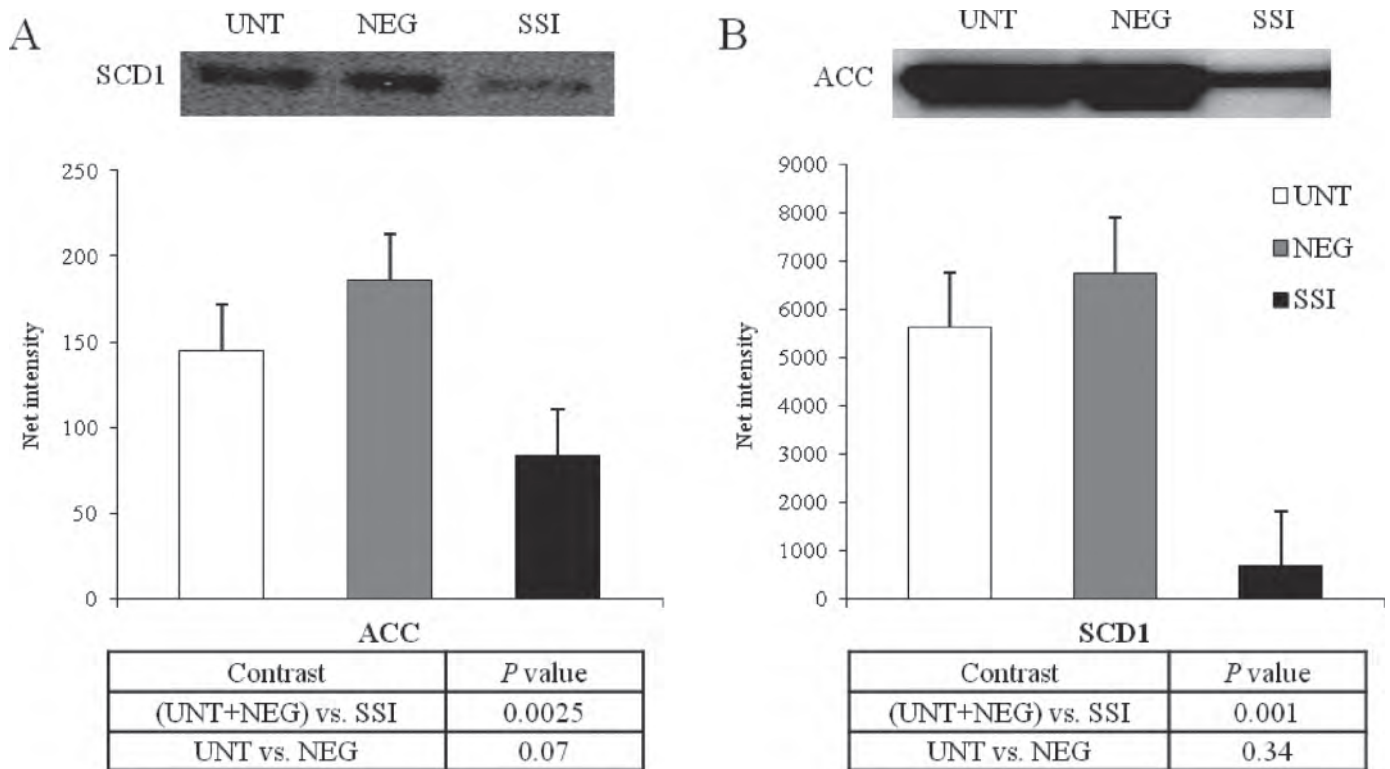 A
UNT NEG SSI
SCD1
250
200
150
100
50
0
Net intensity
ACC
Contrast P value
(UNT+NEG) vs. SSI 0.0025
UNT vs. NEG 0.07
B
UNT NEG SSI
ACC
9000
8000
7000
6000
5000
4000
3000
2000
1000
0
Net intensity
UNT
NEG
SSI
SCD1
Contrast P value
(UNT+NEG) vs. SSI 0.001
UNT vs. NEG 0.34